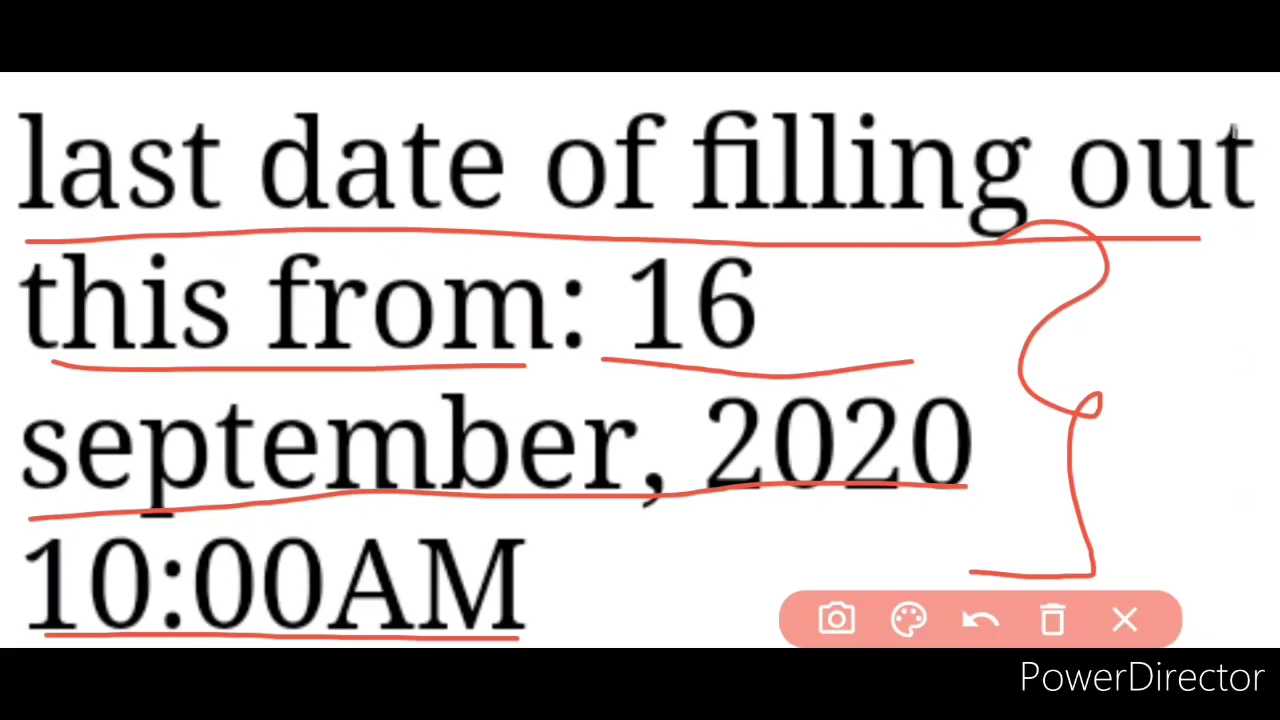 last date of filling out
this from: 16
september, 2020
10:00AM
PowerDirector